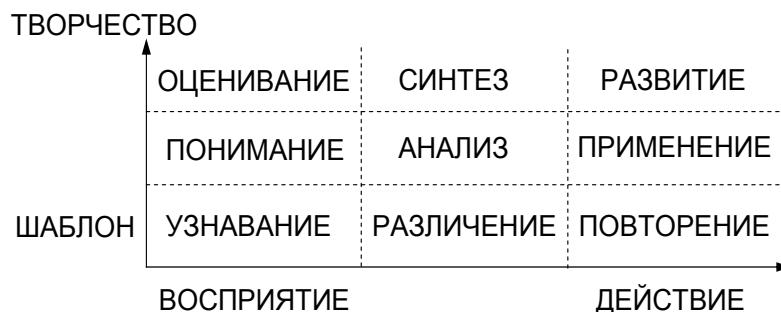 ТВОРЧЕСТВО
ОЦЕНИВАНИЕ СИНТЕЗ РАЗВИТИЕ
ПОНИМАНИЕ АНАЛИЗ ПРИМЕНЕНИЕ
ШАБЛОН УЗНАВАНИЕ РАЗЛИЧЕНИЕ ПОВТОРЕНИЕ
ВОСПРИЯТИЕ ДЕЙСТВИЕ